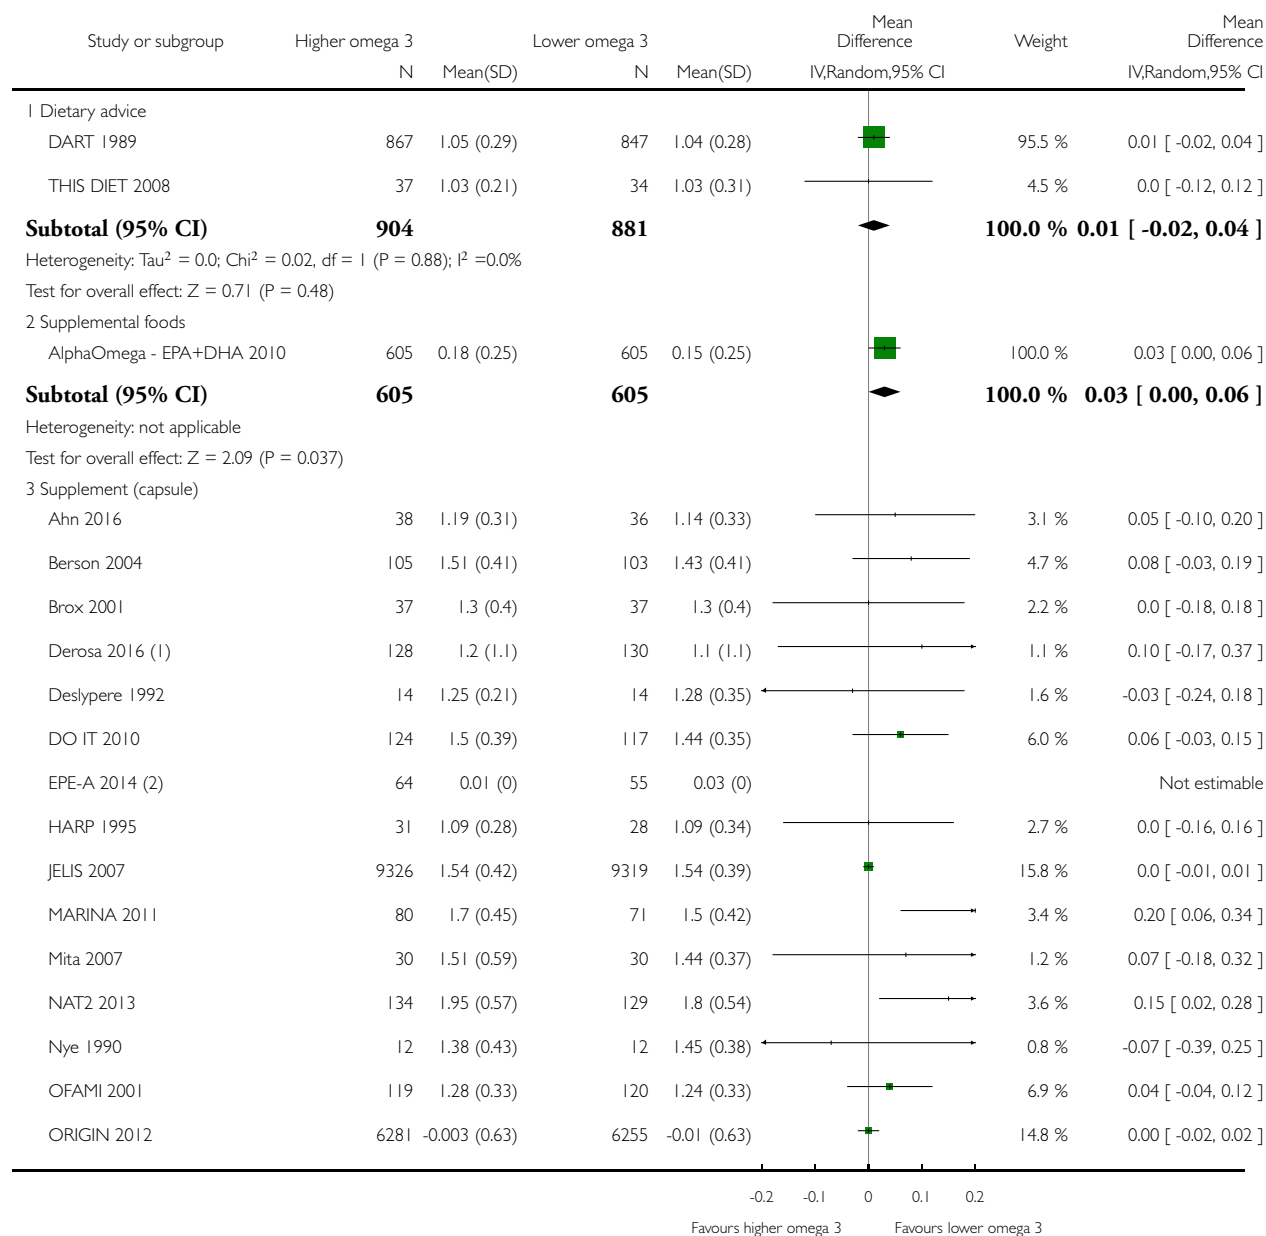 Mean Mean
Study or subgroup Higher omega 3 Lower omega 3 Difference Weight Difference
N Mean(SD) N Mean(SD) IV,Random,95% CI IV,Random,95% CI
1 Dietary advice
DART 1989 867 1.05 (0.29) 847 1.04 (0.28) 95.5 % 0.01 [ -0.02, 0.04 ]
THIS DIET 2008 37 1.03 (0.21) 34 1.03 (0.31) 4.5 % 0.0 [ -0.12, 0.12 ]
Subtotal (95% CI) 904 881 100.0 % 0.01 [ -0.02, 0.04 ]
Heterogeneity: Tau² = 0.0; Chi² = 0.02, df = 1 (P = 0.88); I² =0.0%
Test for overall effect: Z = 0.71 (P = 0.48)
2 Supplemental foods
AlphaOmega - EPA+DHA 2010 605 0.18 (0.25) 605 0.15 (0.25) 100.0 % 0.03 [ 0.00, 0.06 ]
Subtotal (95% CI) 605 605 100.0 % 0.03 [ 0.00, 0.06 ]
Heterogeneity: not applicable
Test for overall effect: Z = 2.09 (P = 0.037)
3 Supplement (capsule)
Ahn 2016 38 1.19 (0.31) 36 1.14 (0.33) 3.1 % 0.05 [ -0.10, 0.20 ]
Berson 2004 105 1.51 (0.41) 103 1.43 (0.41) 4.7 % 0.08 [ -0.03, 0.19 ]
Brox 2001 37 1.3 (0.4) 37 1.3 (0.4) 2.2 % 0.0 [ -0.18, 0.18 ]
Derosa 2016 (1) 128 1.2 (1.1) 130 1.1 (1.1) 1.1 % 0.10 [ -0.17, 0.37 ]
Deslypere 1992 14 1.25 (0.21) 14 1.28 (0.35) 1.6 % -0.03 [ -0.24, 0.18 ]
DO IT 2010 124 1.5 (0.39) 117 1.44 (0.35) 6.0 % 0.06 [ -0.03, 0.15 ]
EPE-A 2014 (2) 64 0.01 (0) 55 0.03 (0) Not estimable
HARP 1995 31 1.09 (0.28) 28 1.09 (0.34) 2.7 % 0.0 [ -0.16, 0.16 ]
JELIS 2007 9326 1.54 (0.42) 9319 1.54 (0.39) 15.8 % 0.0 [ -0.01, 0.01 ]
MARINA 2011 80 1.7 (0.45) 71 1.5 (0.42) 3.4 % 0.20 [ 0.06, 0.34 ]
Mita 2007 30 1.51 (0.59) 30 1.44 (0.37) 1.2 % 0.07 [ -0.18, 0.32 ]
NAT2 2013 134 1.95 (0.57) 129 1.8 (0.54) 3.6 % 0.15 [ 0.02, 0.28 ]
Nye 1990 12 1.38 (0.43) 12 1.45 (0.38) 0.8 % -0.07 [ -0.39, 0.25 ]
OFAMI 2001 119 1.28 (0.33) 120 1.24 (0.33) 6.9 % 0.04 [ -0.04, 0.12 ]
ORIGIN 2012 6281 -0.003 (0.63) 6255 -0.01 (0.63) 14.8 % 0.00 [ -0.02, 0.02 ]
-0.2 -0.1 0 0.1 0.2
Favours higher omega 3 Favours lower omega 3